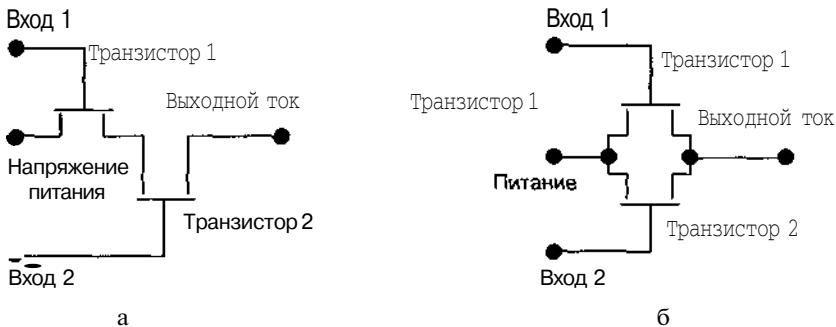 Вход 1
Транзистор 1
Выходной ток
Напряжение
питания
Транзистор 2
Вход 2
а
Вход 1
Транзистор 1
Транзистор 1
Выходной ток
Питание
Транзистор 2
Вход 2
б